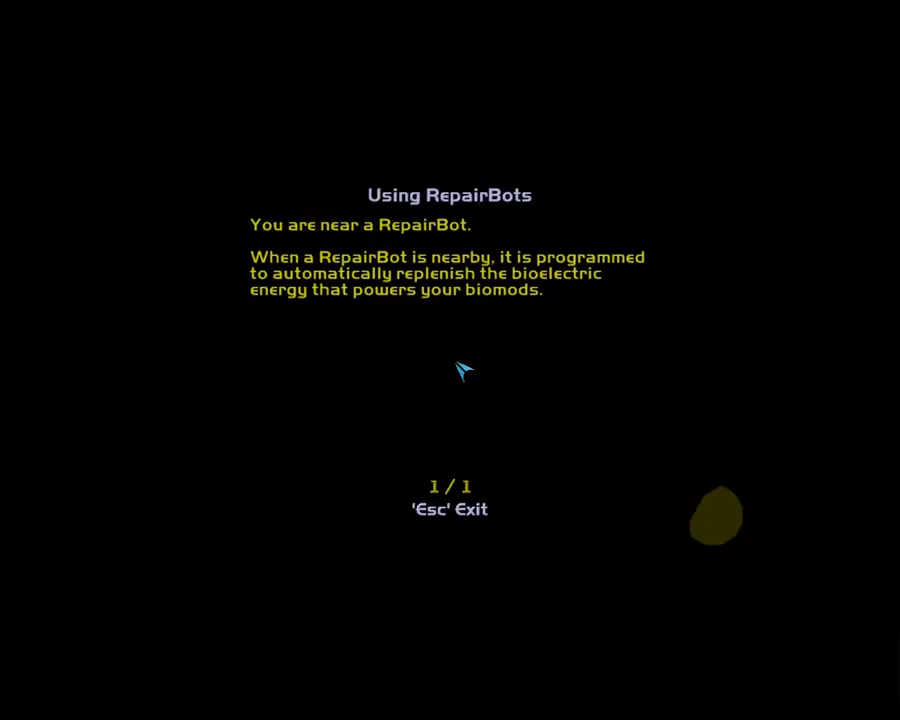 Using RepairBots
You are near a RepairBot.
When a RepairBot is nearby, it is programmed
to automatically replenish the bioelectric
energy that powers your biomods.
1 / 1
'Esc' Exit